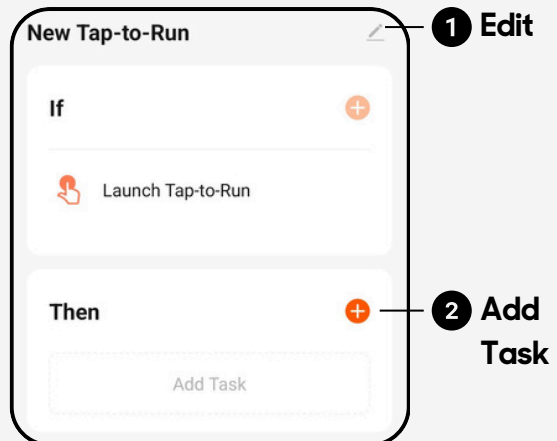 New Tap-to-Run
1 Edit
If
Launch Tap-to-Run
Then
2 Add
Task
Add Task